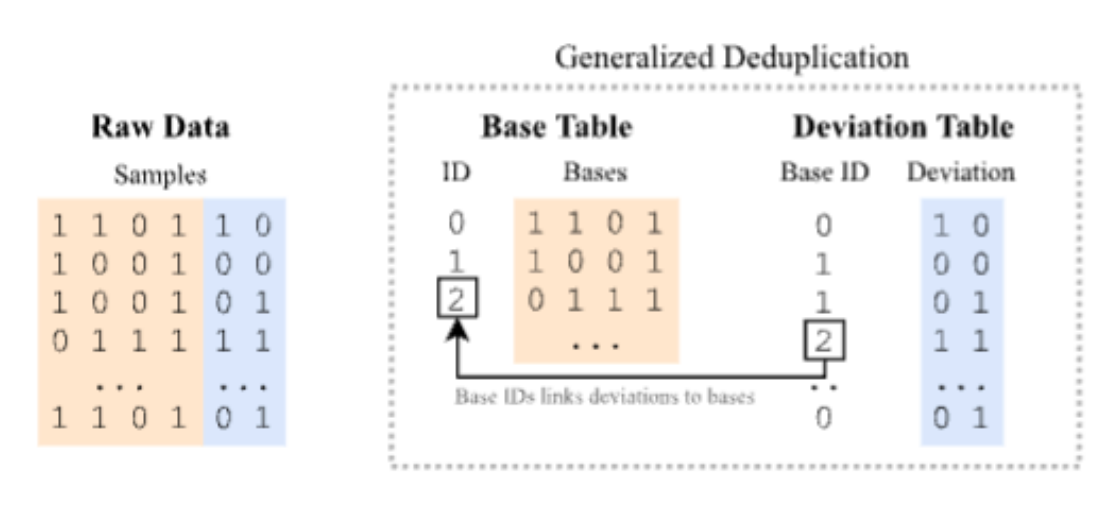 Generalized Deduplication
Raw Data
Samples
1 1 0 1 1 0
1 0 0 1 0 0
1 0 0 1 0 1
0 1 1 1 1 1
... ...
1 1 0 1 0 1
Base Table
ID Bases
0 1 1 0 1
1 1 0 0 1
2 0 1 1 1
...
Deviation Table
Base ID Deviation
0 1 0
1 0 0
1 0 1
2 1 1
.. ...
0 0 1
Base IDs links deviations to bases